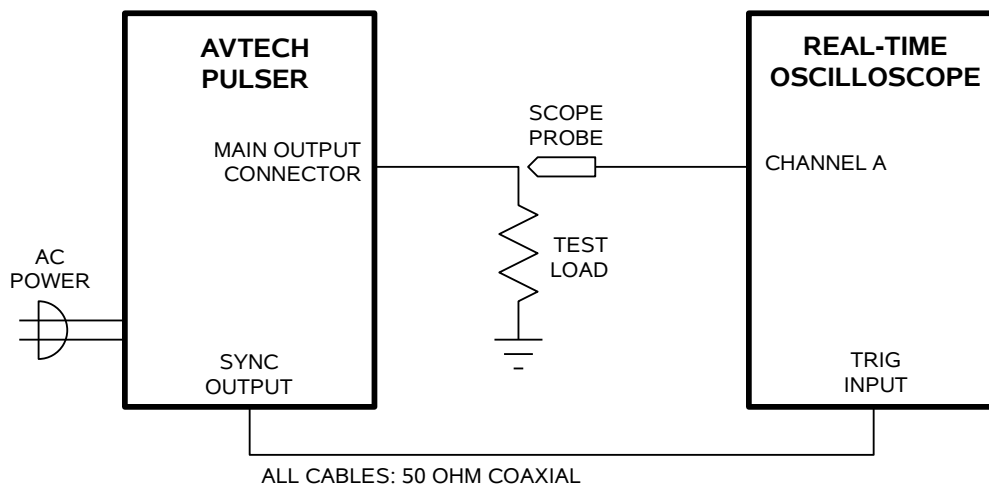 AVTECH
PULSER
REAL-TIME
OSCILLOSCOPE
SCOPE
PROBE
MAIN OUTPUT
CONNECTOR
CHANNEL A
TEST
LOAD
AC
POWER
SYNC
OUTPUT
TRIG
INPUT
ALL CABLES: 50 OHM COAXIAL